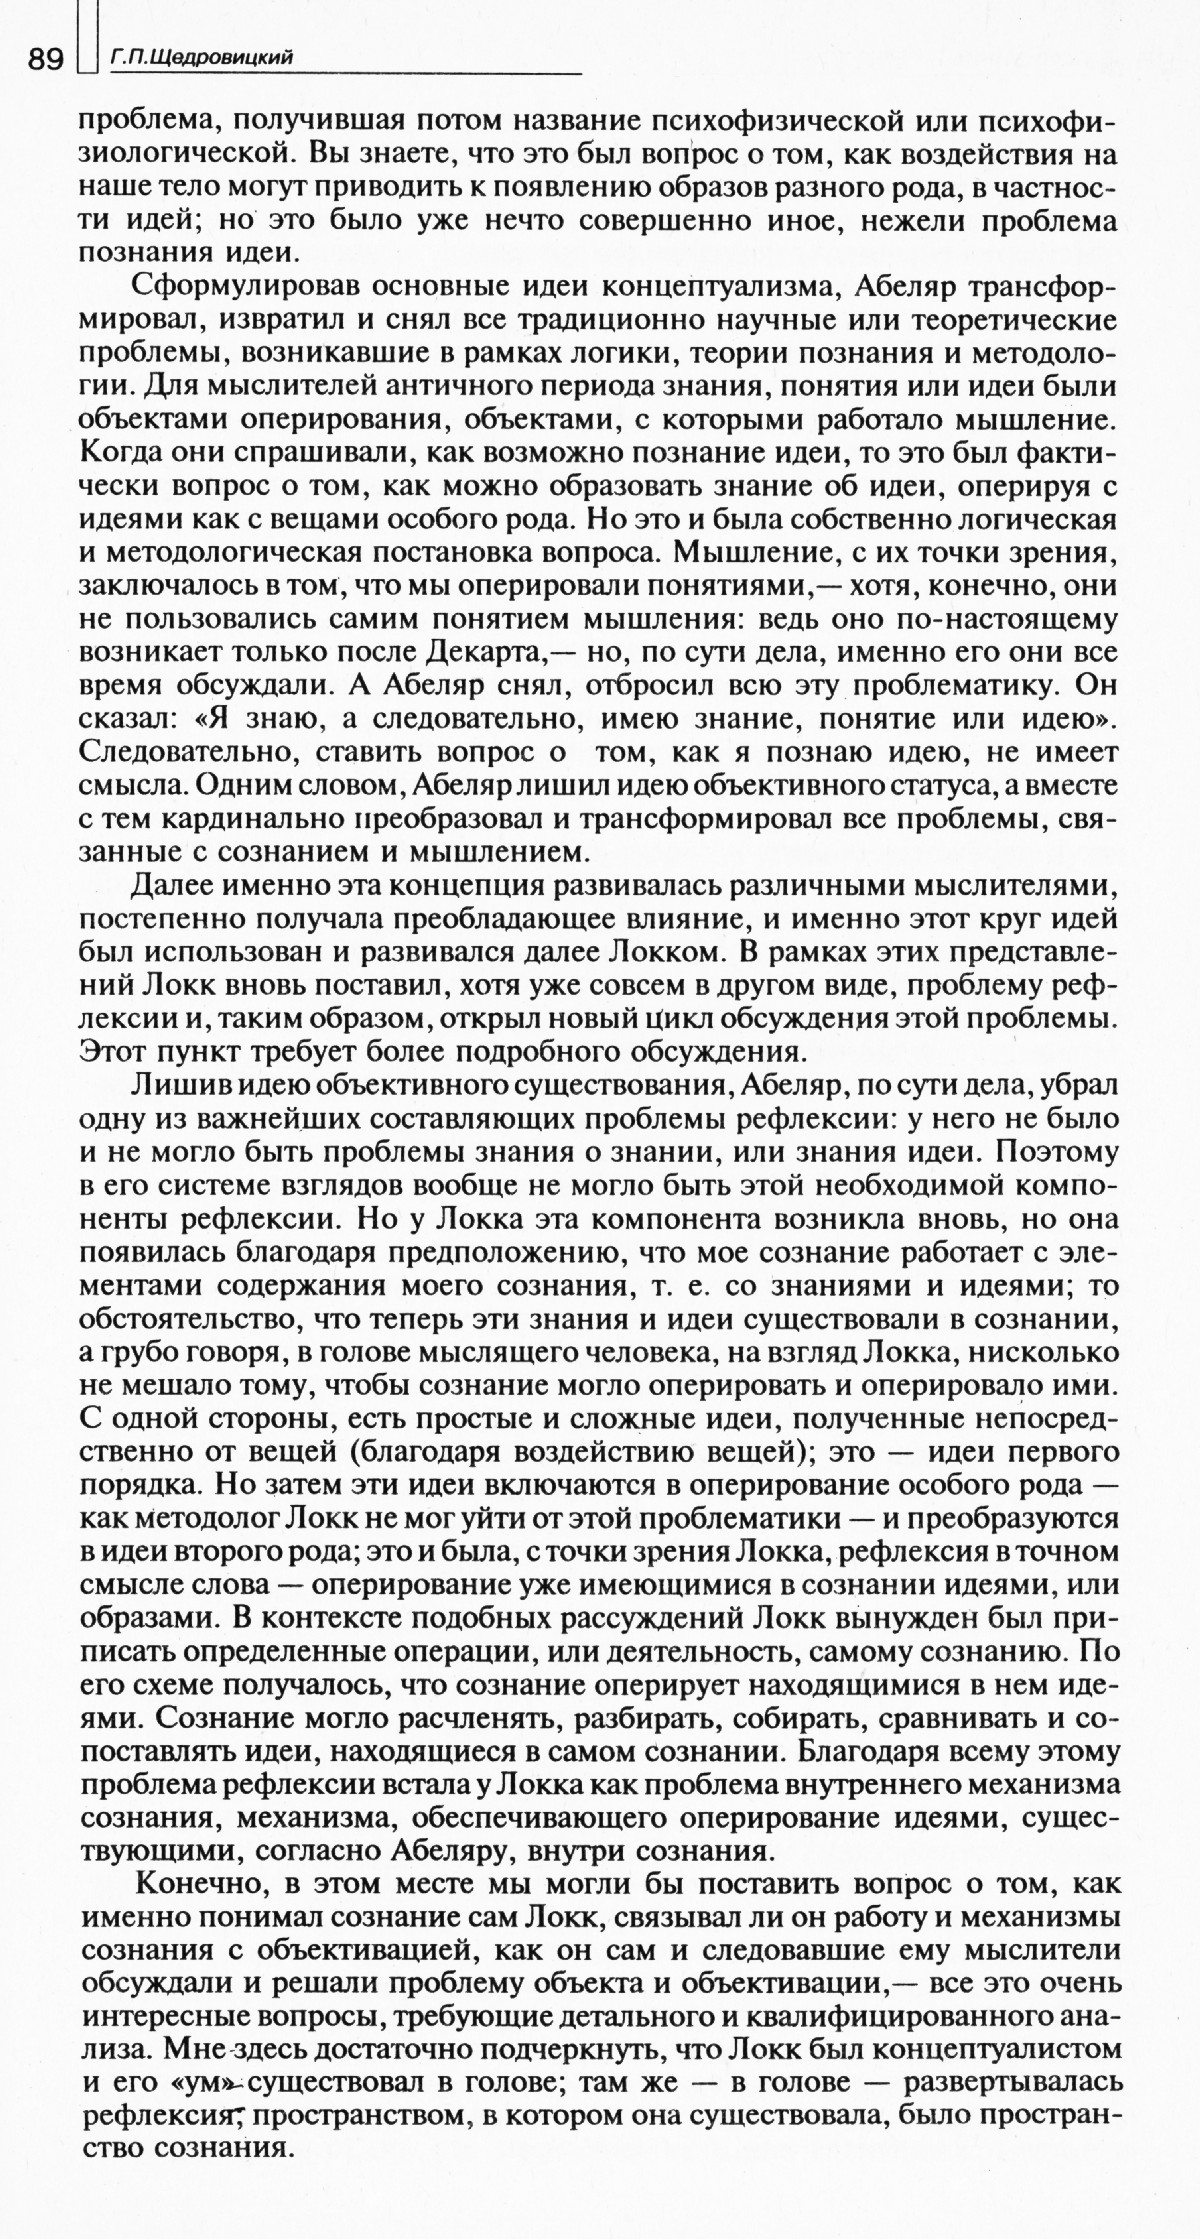 89
Г.П.Щедровицкий
проблема, получившая потом название психофизической или психофи-
зиологической. Вы знаете, что это был вопрос о том, как воздействия на
наше тело могут приводить к появлению образов разного рода, в частнос-
ти идей; но это было уже нечто совершенно иное, нежели проблема
познания идеи.
Сформулировав основные идеи концептуализма, Абеляр трансфор-
мировал, извратил и снял все традиционно научные или теоретические
проблемы, возникавшие в рамках логики, теории познания и методоло-
гии. Для мыслителей античного периода знания, понятия или идеи были
объектами оперирования, объектами, с которыми работало мышление.
Когда они спрашивали, как возможно познание идеи, то это был факти-
чески вопрос о том, как можно образовать знание об идеи, оперируя с
идеями как с вещами особого рода. Но это и была собственно логическая
и методологическая постановка вопроса. Мышление, с их точки зрения,
заключалось в том, что мы оперировали понятиями,— хотя, конечно, они
не пользовались самим понятием мышления: ведь оно по-настоящему
возникает только после Декарта,— но, по сути дела, именно его они все
время обсуждали. А Абеляр снял, отбросил всю эту проблематику. Он
сказал: «Я знаю, а следовательно, имею знание, понятие или идею».
Следовательно, ставить вопрос о том, как я познаю идею, не имеет
смысла. Одним словом, Абеляр лишил идею объективного статуса, а вместе
с тем кардинально преобразовал и трансформировал все проблемы, свя-
занные с сознанием и мышлением.
Далее именно эта концепция развивалась различными мыслителями,
постепенно получала преобладающее влияние, и именно этот круг идей
был использован и развивался далее Локком. В рамках этих представле-
ний Локк вновь поставил, хотя уже совсем в другом виде, проблему реф-
лексии и, таким образом, открыл новый цикл обсуждения этой проблемы.
Этот пункт требует более подробного обсуждения.
Лишив идею объективного существования, Абеляр, по сути дела, убрал
одну из важнейших составляющих проблемы рефлексии: у него не было
и не могло быть проблемы знания о знании, или знания идеи. Поэтому
в его системе взглядов вообще не могло быть этой необходимой компо-
ненты рефлексии. Но у Локка эта компонента возникла вновь, но она
появилась благодаря предположению, что мое сознание работает с эле-
ментами содержания моего сознания, т. е. со знаниями и идеями; то
обстоятельство, что теперь эти знания и идеи существовали в сознании,
а грубо говоря, в голове мыслящего человека, на взгляд Локка, нисколько
не мешало тому, чтобы сознание могло оперировать и оперировало ими.
С одной стороны, есть простые и сложные идеи, полученные непосред-
ственно от вещей (благодаря воздействию вещей); это — идеи первого
порядка. Но затем эти идеи включаются в оперирование особого рода —
как методолог Локк не мог уйти от этой проблематики — и преобразуются
в идеи второго рода; это и была, с точки зрения Локка, рефлексия в точном
смысле слова — оперирование уже имеющимися в сознании идеями, или
образами. В контексте подобных рассуждений Локк вынужден был при-
писать определенные операции, или деятельность, самому сознанию. По
его схеме получалось, что сознание оперирует находящимися в нем иде-
ями. Сознание могло расчленять, разбирать, собирать, сравнивать и со-
поставлять идеи, находящиеся в самом сознании. Благодаря всему этому
проблема рефлексии встала у Локка как проблема внутреннего механизма
сознания, механизма, обеспечивающего оперирование идеями, сущес-
твующими, согласно Абеляру, внутри сознания.
Конечно, в этом месте мы могли бы поставить вопрос о том, как
именно понимал сознание сам Локк, связывал ли он работу и механизмы
сознания с объективацией, как он сам и следовавшие ему мыслители
обсуждали и решали проблему объекта и объективации,— все это очень
интересные вопросы, требующие детального и квалифицированного ана-
лиза. Мне здесь достаточно подчеркнуть, что Локк был концептуалистом
и его «ум» существовал в голове; там же — в голове — развертывалась
рефлексия; пространством, в котором она существовала, было простран-
ство сознания.